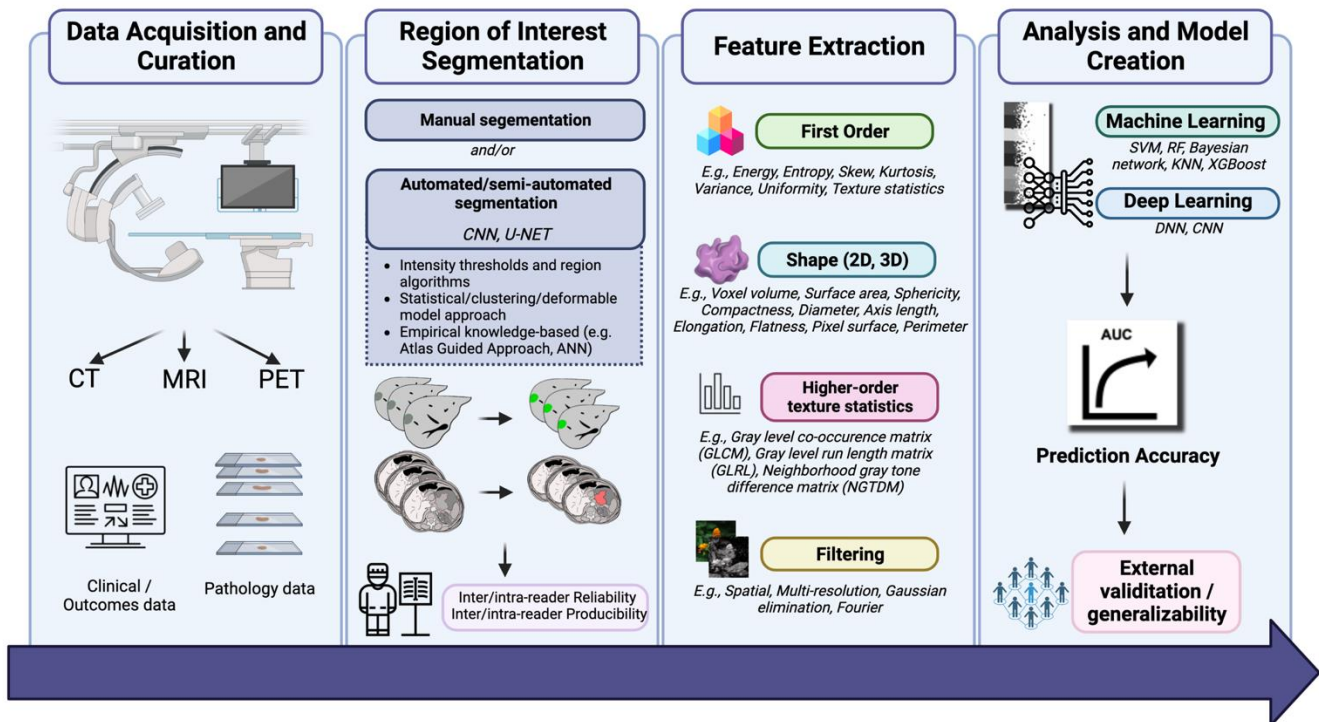 Data Acquisition and
Curation
CT
MRI
PET
Clinical /
Outcomes data
Pathology data
Region of Interest
Segmentation
Manual segementation
and/or
Automated/semi-automated
segmentation
CNN, U-NET
• Intensity thresholds and region
algorithms
• Statistical/clustering/deformable
model approach
• Empirical knowledge-based (e.g.
Atlas Guided Approach, ANN)
Inter/intra-reader Reliability
Inter/intra-reader Producibility
Feature Extraction
First Order
E.g., Energy, Entropy, Skew, Kurtosis,
Variance, Uniformity, Texture statistics
Shape (2D, 3D)
E.g., Voxel volume, Surface area, Sphericity,
Compactness, Diameter, Axis length,
Elongation, Flatness, Pixel surface, Perimeter
Higher-order
texture statistics
E.g., Gray level co-occurence matrix
(GLCM), Gray level run length matrix
(GLRL), Neighborhood gray tone
difference matrix (NGTDM)
Filtering
E.g., Spatial, Multi-resolution, Gaussian
elimination, Fourier
Analysis and Model
Creation
Machine Learning
SVM, RF, Bayesian
network, KNN, XGBoost
Deep Learning
DNN, CNN
AUC
Prediction Accuracy
External
validitation /
generalizability